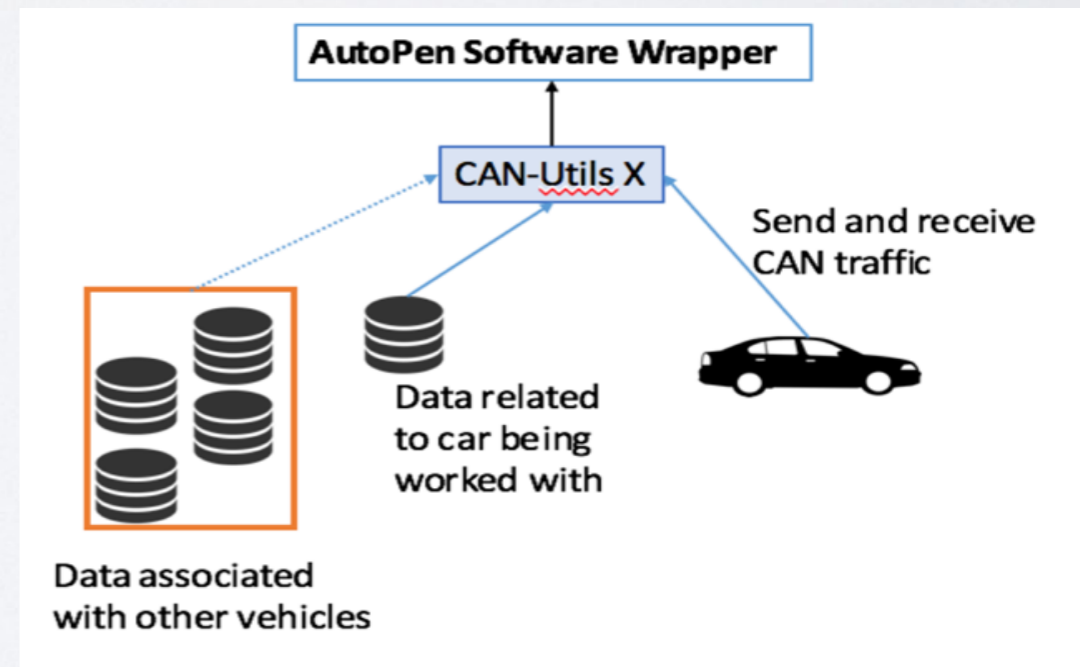 AutoPen Software Wrapper
CAN-Utils X
Send and receive
CAN traffic
Data related
to car being
worked with
Data associated
with other vehicles